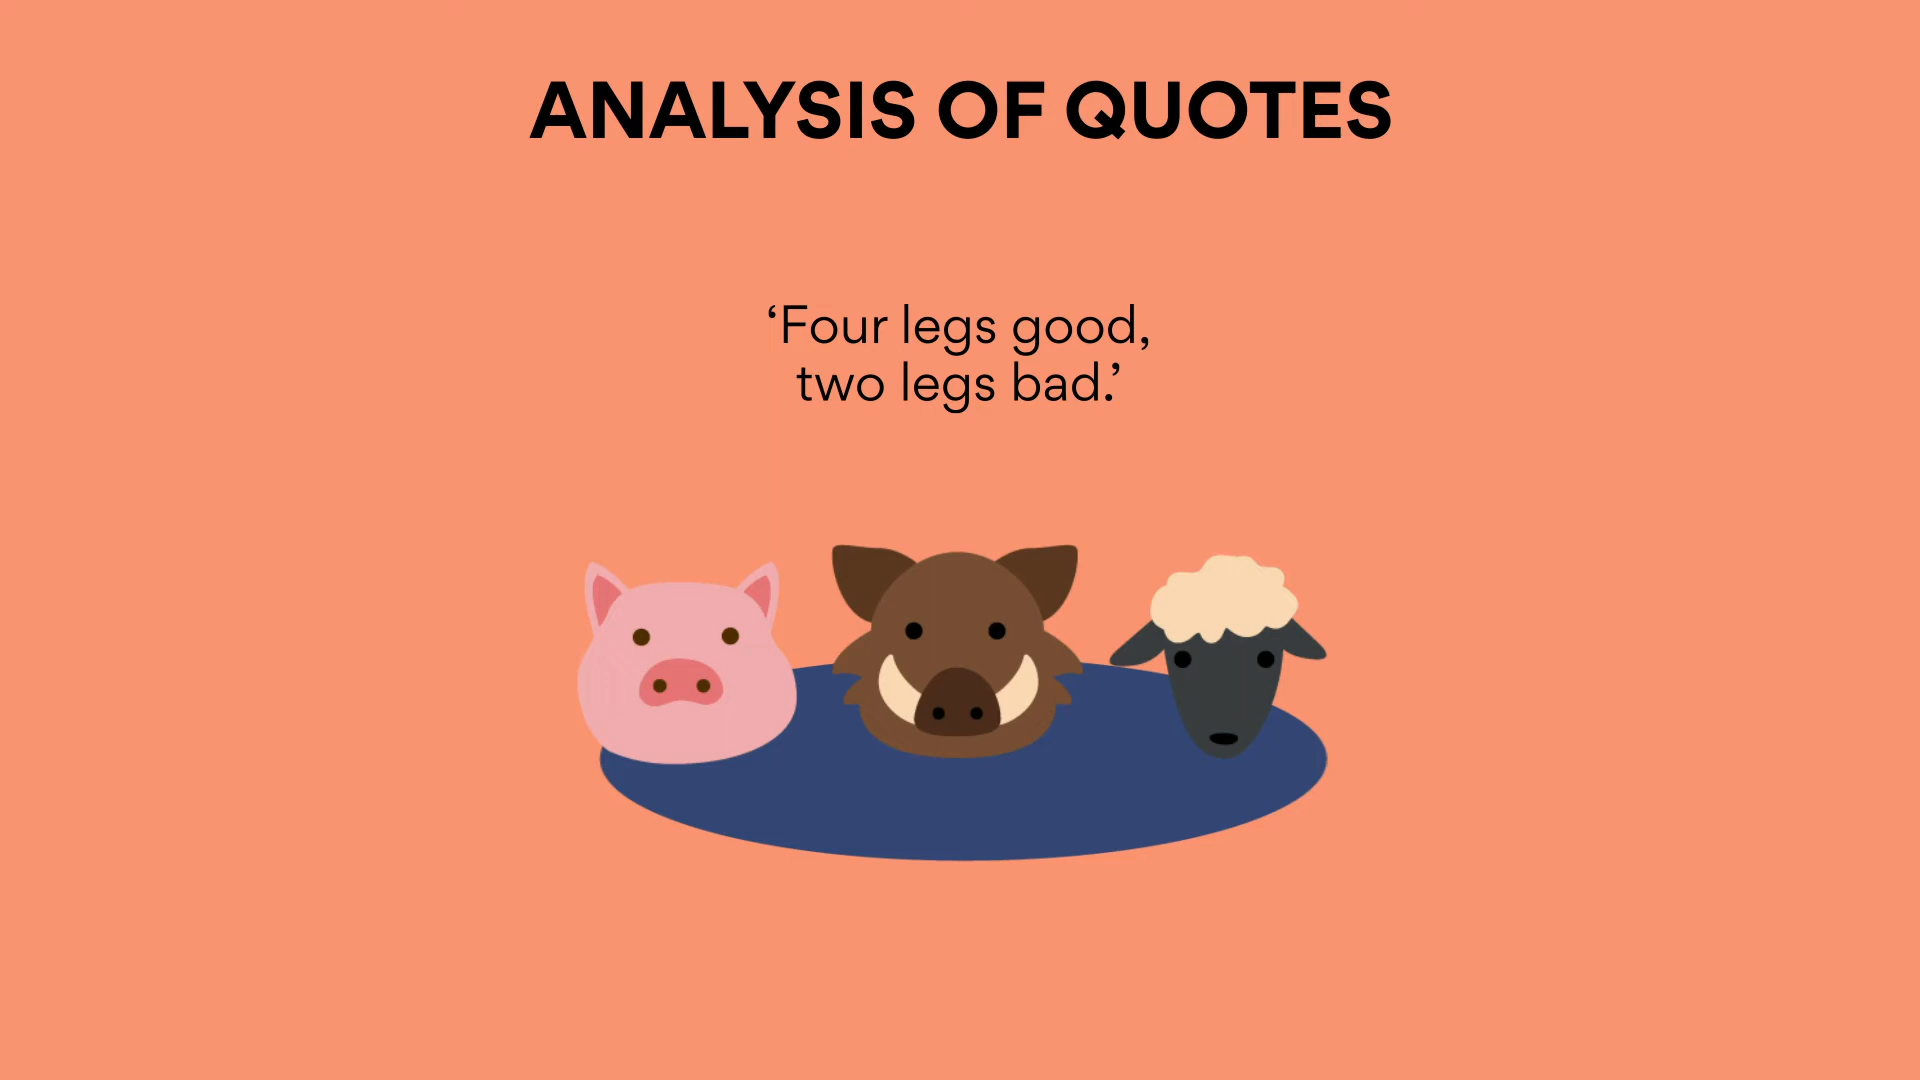 ANALYSIS OF QUOTES
‘Four legs good,
two legs bad.’